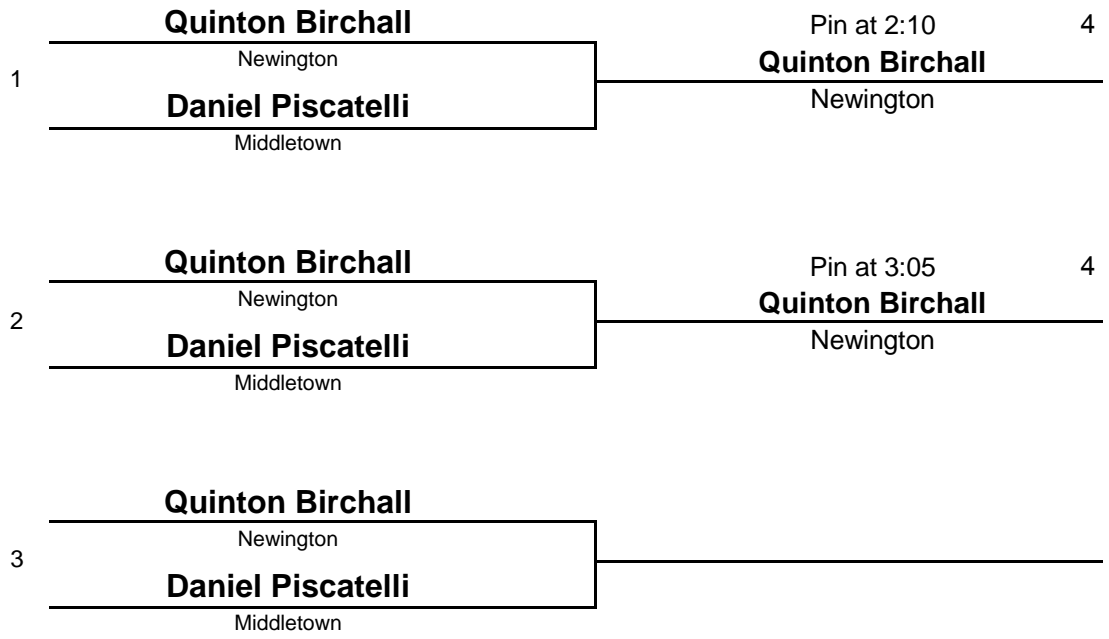 Quinton Birchall
Newington
1
Daniel Piscatelli
Middletown
Pin at 2:10 4
Quinton Birchall
Newington
Quinton Birchall
Newington
2
Daniel Piscatelli
Middletown
Pin at 3:05 4
Quinton Birchall
Newington
Quinton Birchall
Newington
3
Daniel Piscatelli
Middletown